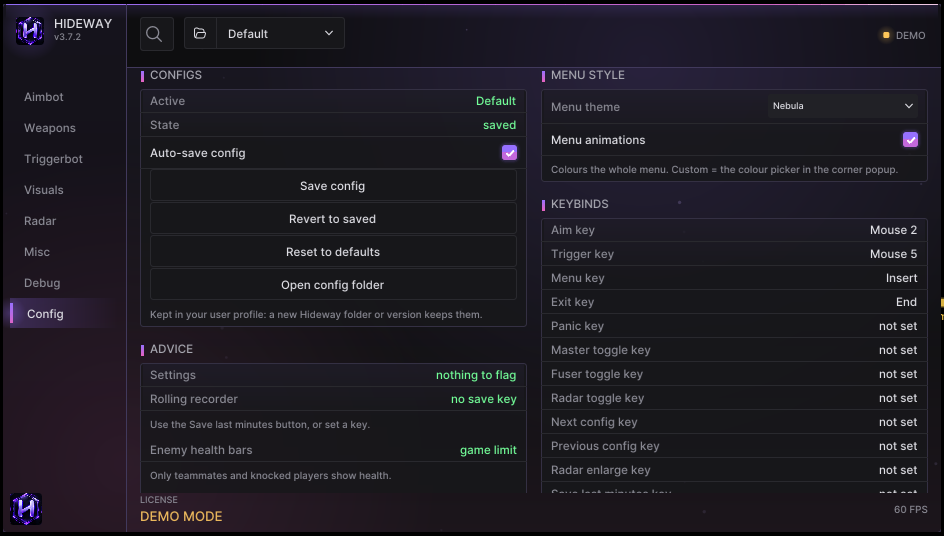 HIDEWAY
v3.7.2
Default
DEMO
Aimbot
Weapons
Triggerbot
Visuals
Radar
Misc
Debug
Config
CONFIGS
Active Default
State saved
Auto-save config
Save config
Revert to saved
Reset to defaults
Open config folder
Kept in your user profile: a new Hideway folder or version keeps them.
ADVICE
Settings nothing to flag
Rolling recorder no save key
Use the Save last minutes button, or set a key.
Enemy health bars game limit
Only teammates and knocked players show health.
MENU STYLE
Menu theme Nebula
Menu animations
Colours the whole menu. Custom = the colour picker in the corner popup.
KEYBINDS
Aim key Mouse 2
Trigger key Mouse 5
Menu key Insert
Exit key End
Panic key not set
Master toggle key not set
Fuser toggle key not set
Radar toggle key not set
Next config key not set
Previous config key not set
Radar enlarge key not set
Save last minutes key not set
LICENSE
DEMO MODE
60 FPS